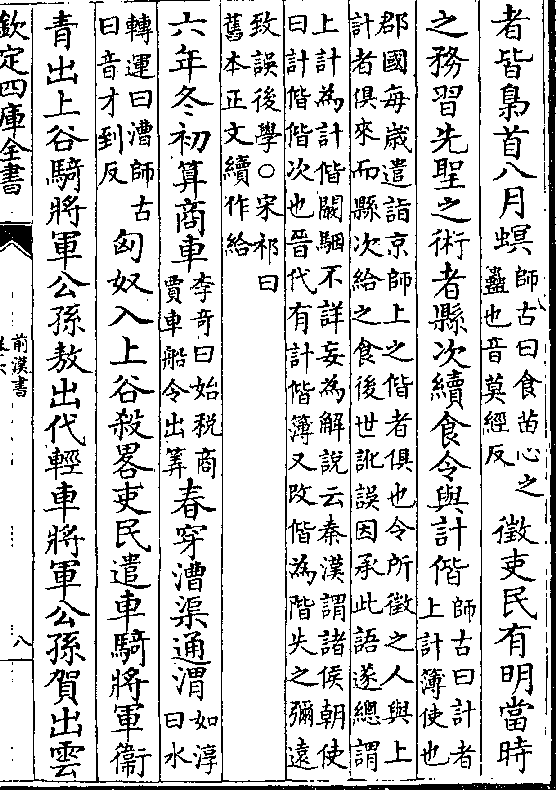 者皆梟首八月螟師古曰食苗心之蟲也音莫經反徵吏民有明當時
之務習先聖之術者縣次續食令與計偕師古曰計者上計簿使也
郡國每歲遣詣京師上之偕者俱也令所徵之人與上
計者俱來而縣次給之食後世訛誤因承此語遂總謂
上計為計偕闞駰不詳妄為解說云秦漢謂諸侯朝使
曰計偕偕次也晉代有計偕簿又改偕為階失之彌遠
致誤後學○宋祁曰
舊本正文續作給
六年冬初算商車李奇曰始税商賈車船令出筭春穿漕渠通渭如淳曰水
轉運曰漕師古曰音才到反匈奴入上谷殺畧吏民遣車騎將軍衞
青出上谷騎將軍公孫敖出代輕車將軍公孫賀出雲
欽定四庫全書
前漢書
卷六
八